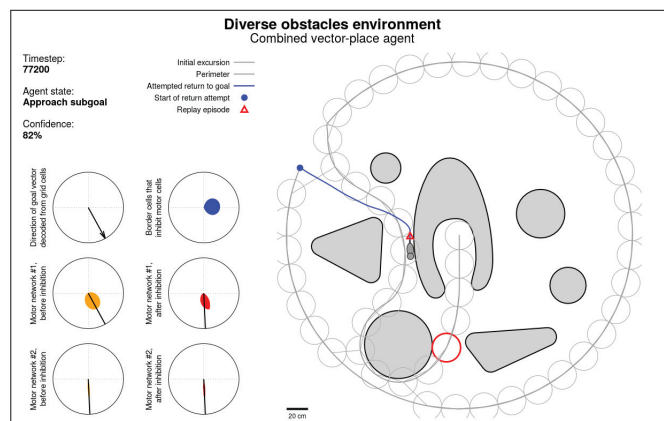 Diverse obstacles environment
Combined vector-place agent
Timestep:
77200
Agent state:
Approach subgoal
Confidence:
82%
Initial excursion
Perimeter
Attempted return to goal
Start of return attempt
Replay episode
Direction of goal vector
decoded from grid cells
Border cells that
inhibit motor cells
Motor network #1,
before inhibition
Motor network #1,
after inhibition
Motor network #2,
before inhibition
Motor network #2,
after inhibition
20 cm